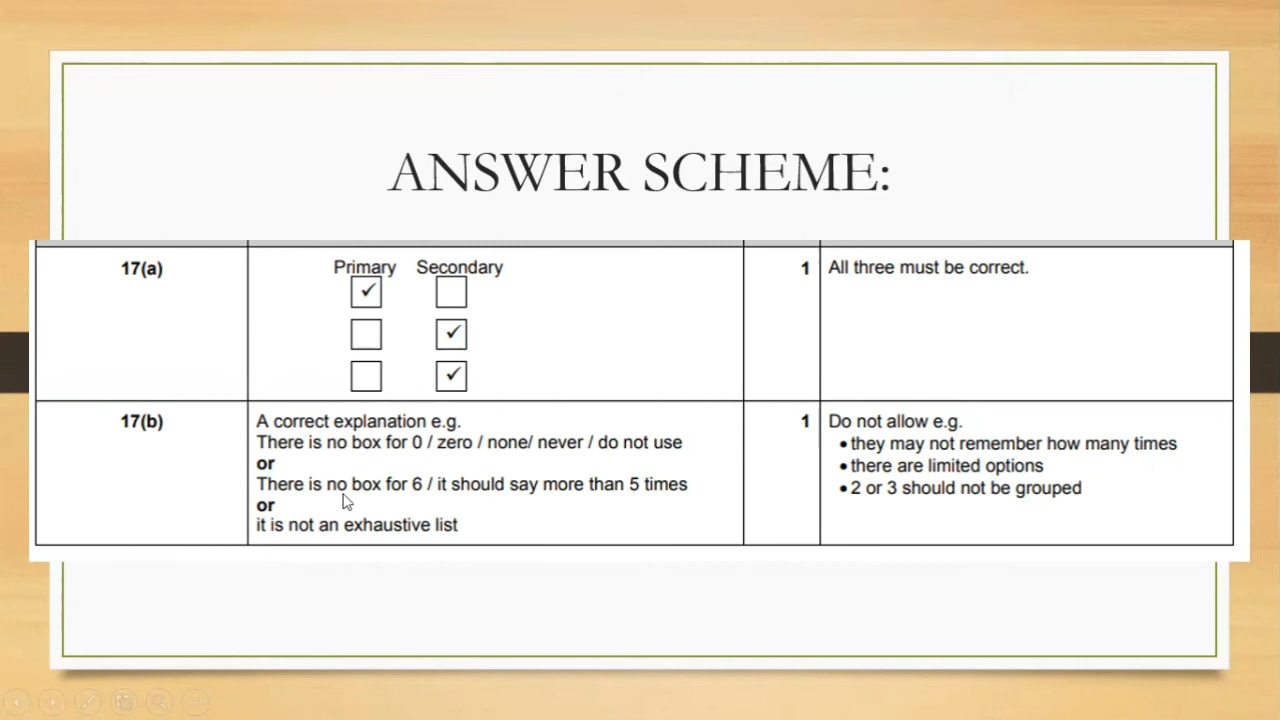 ANSWER SCHEME:
17(a)
Primary Secondary
✓
✓
✓
1
All three must be correct.
17(b)
A correct explanation e.g.
There is no box for 0 / zero / none/ never / do not use
or
There is no box for 6 / it should say more than 5 times
or
it is not an exhaustive list
1
Do not allow e.g.
• they may not remember how many times
• there are limited options
• 2 or 3 should not be grouped